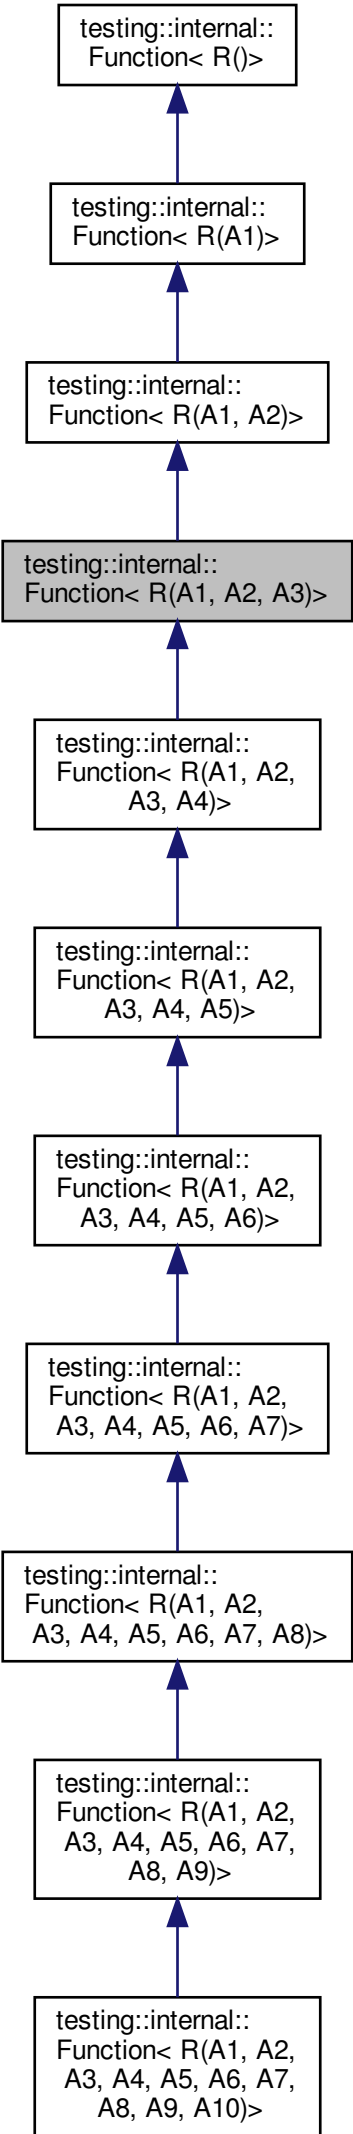 testing::internal::
Function< R()>
testing::internal::
Function< R(A1)>
testing::internal::
Function< R(A1, A2)>
testing::internal::
Function< R(A1, A2, A3)>
testing::internal::
Function< R(A1, A2,
A3, A4)>
testing::internal::
Function< R(A1, A2,
A3, A4, A5)>
testing::internal::
Function< R(A1, A2,
A3, A4, A5, A6)>
testing::internal::
Function< R(A1, A2,
A3, A4, A5, A6, A7)>
testing::internal::
Function< R(A1, A2,
A3, A4, A5, A6, A7, A8)>
testing::internal::
Function< R(A1, A2,
A3, A4, A5, A6, A7,
A8, A9)>
testing::internal::
Function< R(A1, A2,
A3, A4, A5, A6, A7,
A8, A9, A10)>